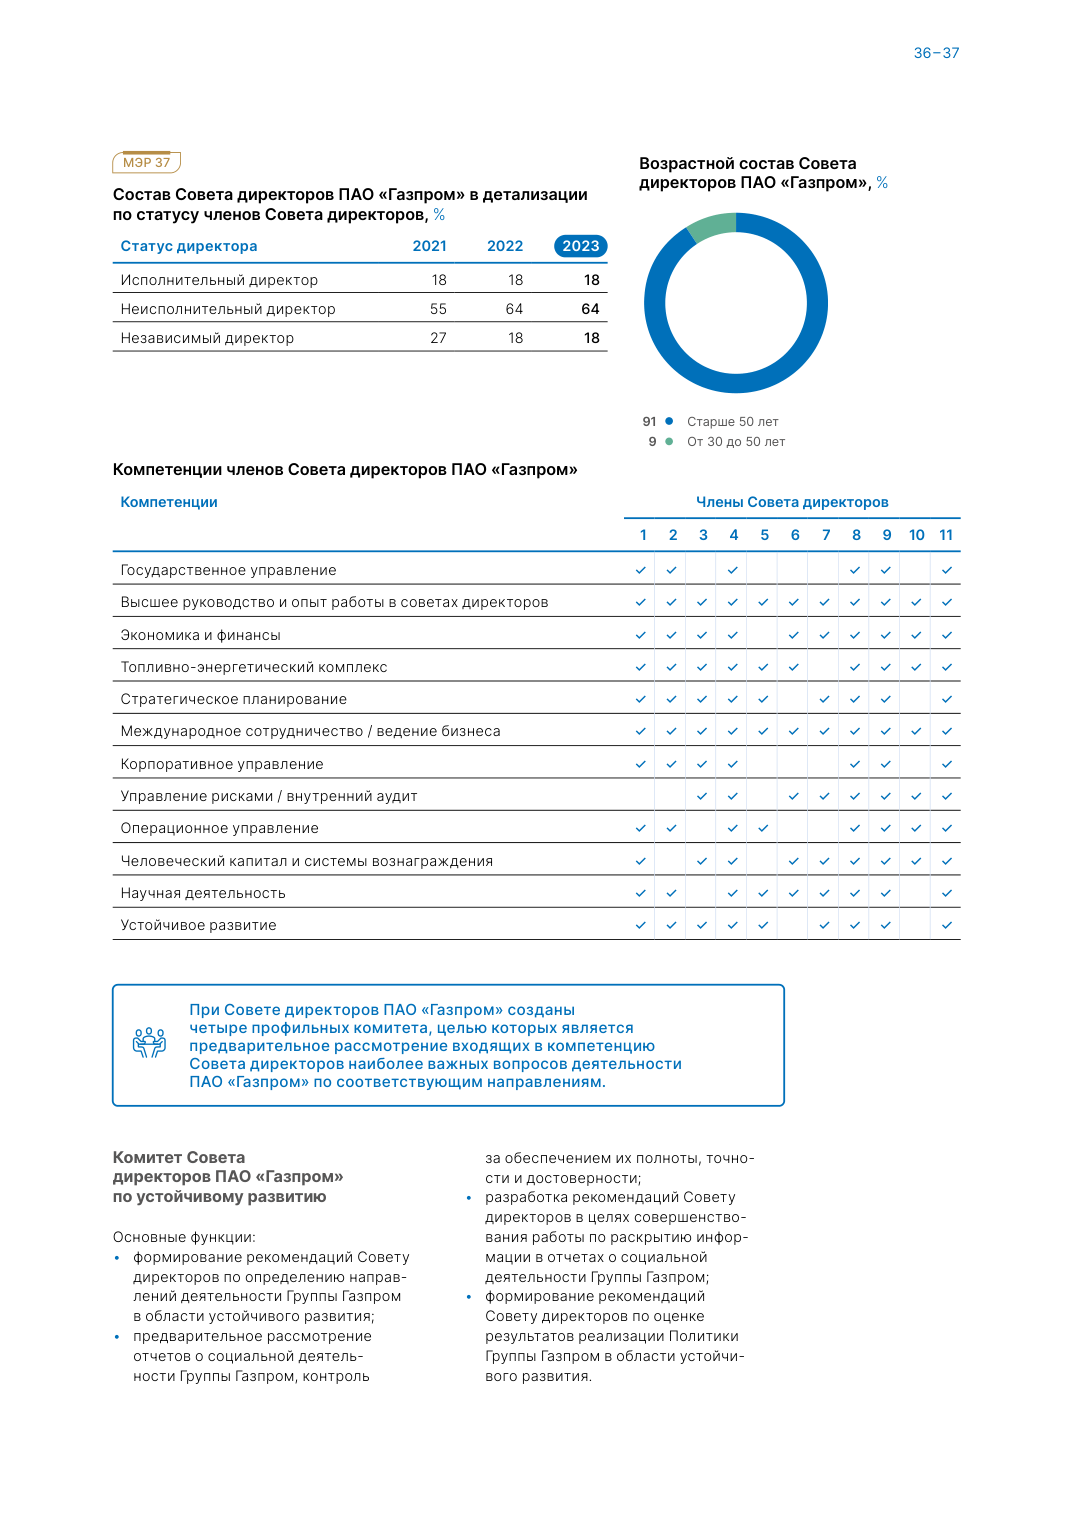 36–37
МЭР 37
Состав Совета директоров ПАО «Газпром» в детализации
по статусу членов Совета директоров, %
Статус директора 2021 2022 2023
Исполнительный директор 18 18 18
Неисполнительный директор 55 64 64
Независимый директор 27 18 18
Возрастной состав Совета
директоров ПАО «Газпром», %
91 Старше 50 лет
9 От 30 до 50 лет
Компетенции членов Совета директоров ПАО «Газпром»
Компетенции Члены Совета директоров
1 2 3 4 5 6 7 8 9 10 11
Государственное управление ✓ ✓ ✓ ✓ ✓ ✓
Высшее руководство и опыт работы в советах директоров ✓ ✓ ✓ ✓ ✓ ✓ ✓ ✓ ✓ ✓ ✓
Экономика и финансы ✓ ✓ ✓ ✓ ✓ ✓ ✓ ✓ ✓ ✓
Топливно-энергетический комплекс ✓ ✓ ✓ ✓ ✓ ✓ ✓ ✓ ✓ ✓
Стратегическое планирование ✓ ✓ ✓ ✓ ✓ ✓ ✓ ✓ ✓
Международное сотрудничество / ведение бизнеса ✓ ✓ ✓ ✓ ✓ ✓ ✓ ✓ ✓ ✓ ✓
Корпоративное управление ✓ ✓ ✓ ✓ ✓ ✓ ✓
Управление рисками / внутренний аудит ✓ ✓ ✓ ✓ ✓ ✓ ✓ ✓
Операционное управление ✓ ✓ ✓ ✓ ✓ ✓ ✓ ✓
Человеческий капитал и системы вознаграждения ✓ ✓ ✓ ✓ ✓ ✓ ✓ ✓ ✓
Научная деятельность ✓ ✓ ✓ ✓ ✓ ✓ ✓ ✓ ✓
Устойчивое развитие ✓ ✓ ✓ ✓ ✓ ✓ ✓ ✓ ✓
При Совете директоров ПАО «Газпром» созданы
четыре профильных комитета, целью которых является
предварительное рассмотрение входящих в компетенцию
Совета директоров наиболее важных вопросов деятельности
ПАО «Газпром» по соответствующим направлениям.
Комитет Совета
директоров ПАО «Газпром»
по устойчивому развитию
Основные функции:
• формирование рекомендаций Совету
директоров по определению направ-
лений деятельности Группы Газпром
в области устойчивого развития;
• предварительное рассмотрение
отчетов о социальной деятель-
ности Группы Газпром, контроль
за обеспечением их полноты, точно-
сти и достоверности;
• разработка рекомендаций Совету
директоров в целях совершенство-
вания работы по раскрытию инфор-
мации в отчетах о социальной
деятельности Группы Газпром;
• формирование рекомендаций
Совету директоров по оценке
результатов реализации Политики
Группы Газпром в области устойчи-
вого развития.